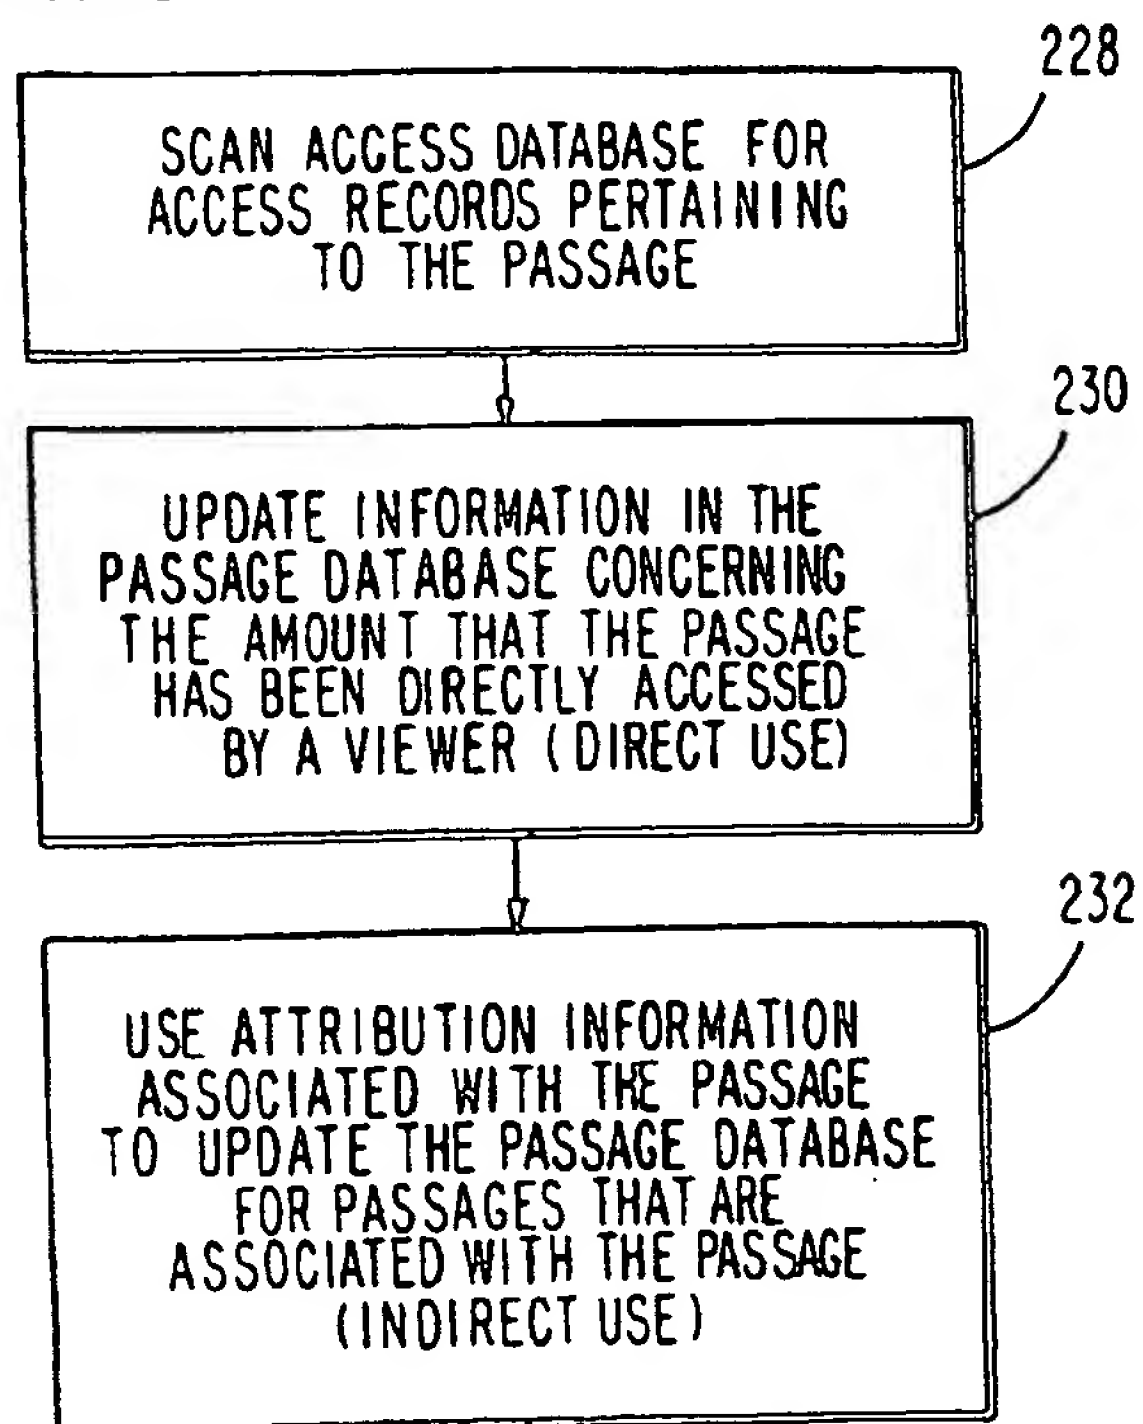 228
SCAN ACCESS DATABASE FOR
ACCESS RECORDS PERTAINING
TO THE PASSAGE
230
UPDATE INFORMATION IN THE
PASSAGE DATABASE CONCERNING
THE AMOUNT THAT THE PASSAGE
HAS BEEN DIRECTLY ACCESSED
BY A VIEWER (DIRECT USE)
232
USE ATTRIBUTION INFORMATION
ASSOCIATED WITH THE PASSAGE
TO UPDATE THE PASSAGE DATABASE
FOR PASSAGES THAT ARE
ASSOCIATED WITH THE PASSAGE
(INDIRECT USE)